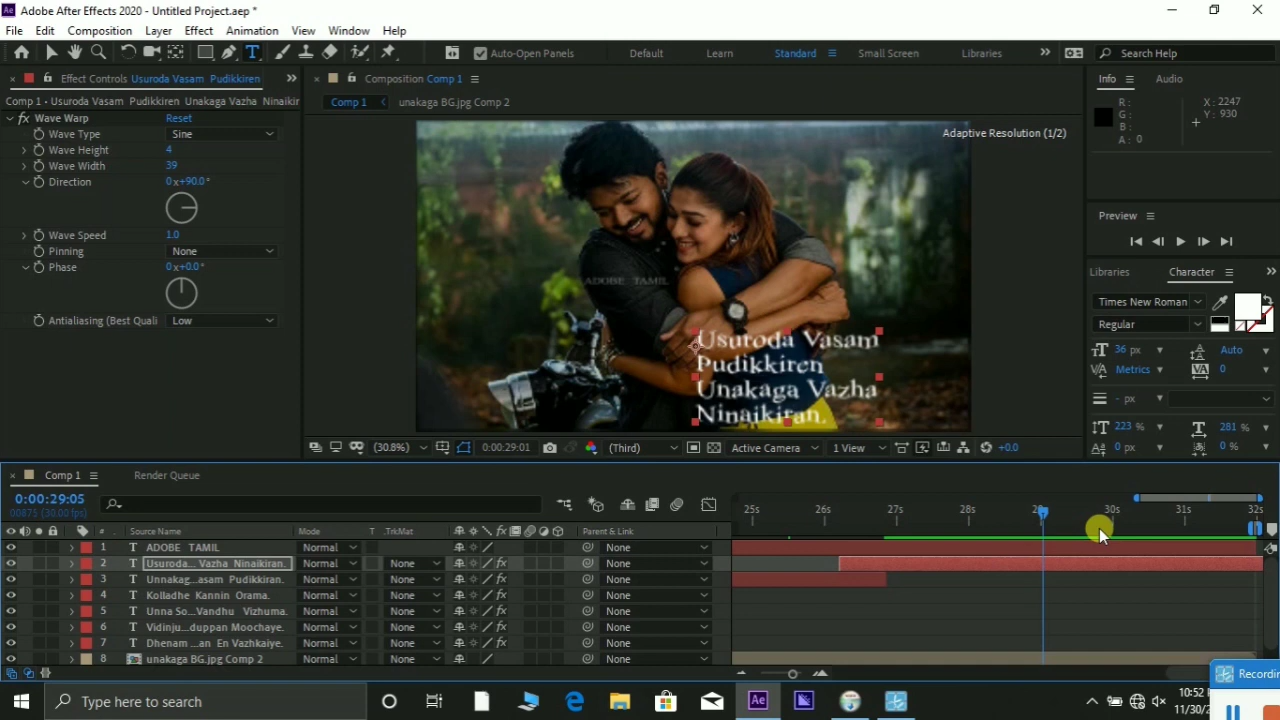 Adobe After Effects 2020 - Untitled Project.aep *
File Edit Composition Layer Effect Animation View Window Help
Auto-Open Panels Default Learn Standard Small Screen Libraries Search Help
Effect Controls Usuroda Vasam Pudikkiren
Comp 1 • Usuroda Vasam Pudikkiren Unakaga Vazha Ninaikir
Wave Warp Reset
Wave Type Sine
Wave Height 4
Wave Width 39
Direction 0x+90.0°
Wave Speed 1.0
Pinning None
Phase 0x+0.0°
Antialiasing (Best Quali Low
Composition Comp 1
Comp 1 unakaga BG.jpg Comp 2
Adaptive Resolution (1/2)
ADOBE TAMIL
Usuroda Vasam
Pudikkiren
Unakaga Vazha
Ninaikiran.
(30.8%) 0:00:29:01 (Third) Active Camera 1 View +0.0
Info Audio
R: X: 2247
G: Y: 930
B:
A: 0
Preview
Libraries Character
Times New Roman
Regular
36 px Auto
Metrics 0
- px
223 % 281 %
0 px 0 %
Comp 1 Render Queue
0:00:29:05
00875 (30.00 fps)
# Source Name Mode T .TrkMat Parent & Link
25s 26s 27s 28s 30s 31s 32s
1 T ADOBE TAMIL Normal None
2 T Usuroda... Vazha Ninaikiran. Normal None None
3 T Unnakag...asam Pudikkiren. Normal None None
4 T Kolladhe Kannin Orama. Normal None None
5 T Unna So...Vandhu Vizhuma. Normal None None
6 T Vidinju...duppan Moochaye. Normal None None
7 T Dhenam ...an En Vazhkaiye. Normal None None
8 unakaga BG.jpg Comp 2 Normal None None
Recordin
Type here to search
10:52
11/30/2